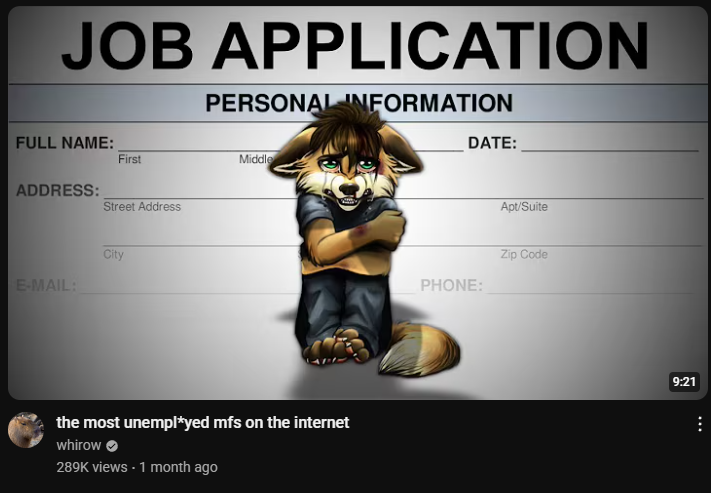 JOB APPLICATION
PERSONAL INFORMATION
FULL NAME: DATE:
First Middle
ADDRESS:
Street Address Apt/Suite
City Zip Code
E-MAIL: PHONE:
9:21
the most unempl*yed mfs on the internet
whirow
289K views · 1 month ago